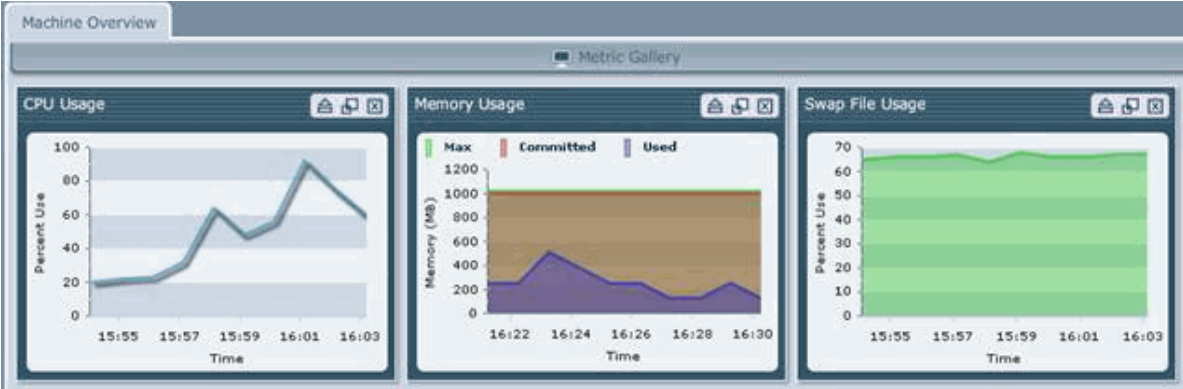 Machine Overview
Metric Gallery
CPU Usage
100
80
60
40
20
0
Percent Use
15:55 15:57 15:59 16:01 16:03
Time
Memory Usage
Max Committed Used
1200
1000
800
600
400
200
0
Memory (MB)
16:22 16:24 16:26 16:28 16:30
Time
Swap File Usage
70
60
50
40
30
20
10
0
Percent Use
15:55 15:57 15:59 16:01 16:03
Time